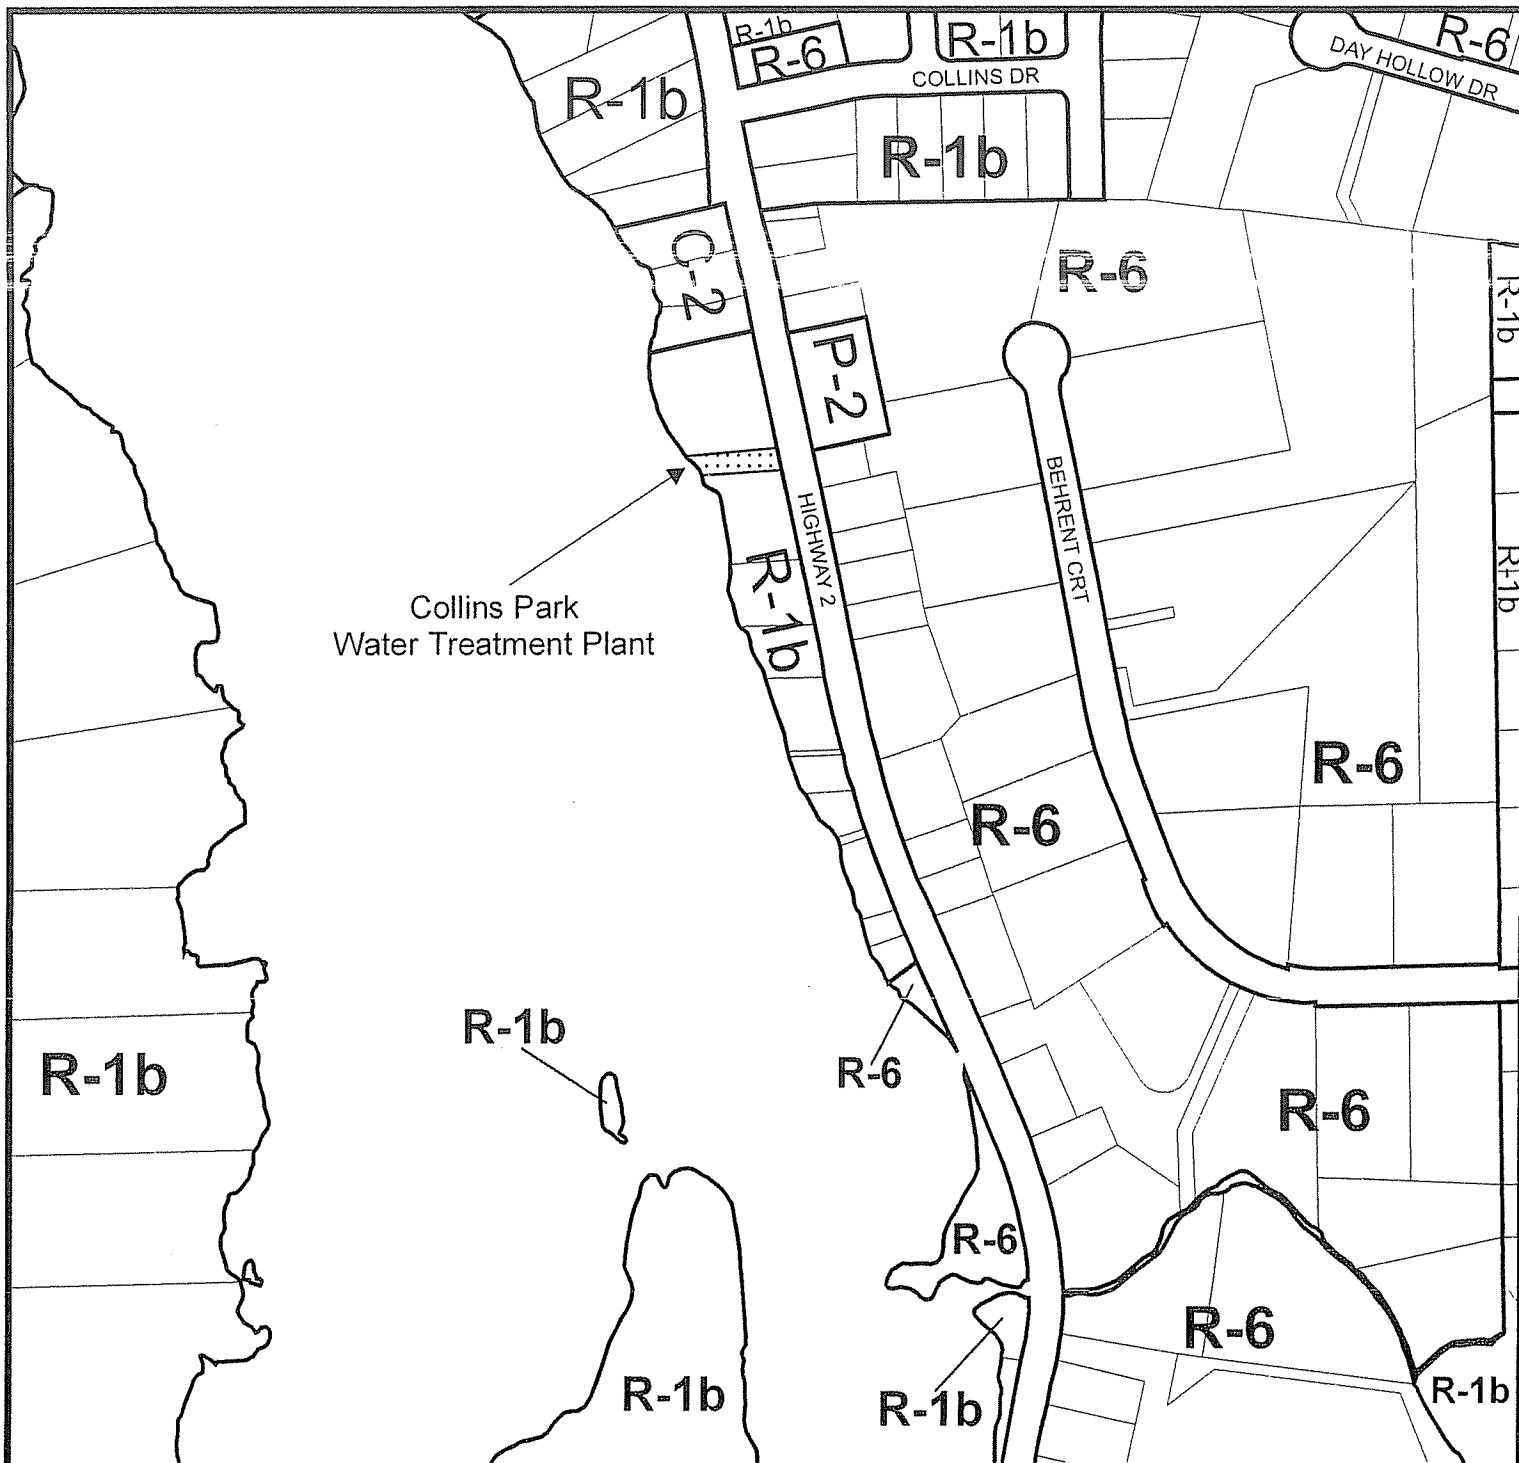 R-1b
R-6
R-1b
R-6
COLLINS DR
DAY HOLLOW DR
R-1b
R-1b
C-2
R-6
R-1b
P-2
HIGHWAY 2
BEHRENT CRT
R-1b
Collins Park
Water Treatment Plant
R-1b
R-6
R-6
R-1b
R-1b
R-6
R-6
R-6
R-6
R-1b
R-1b
R-1b